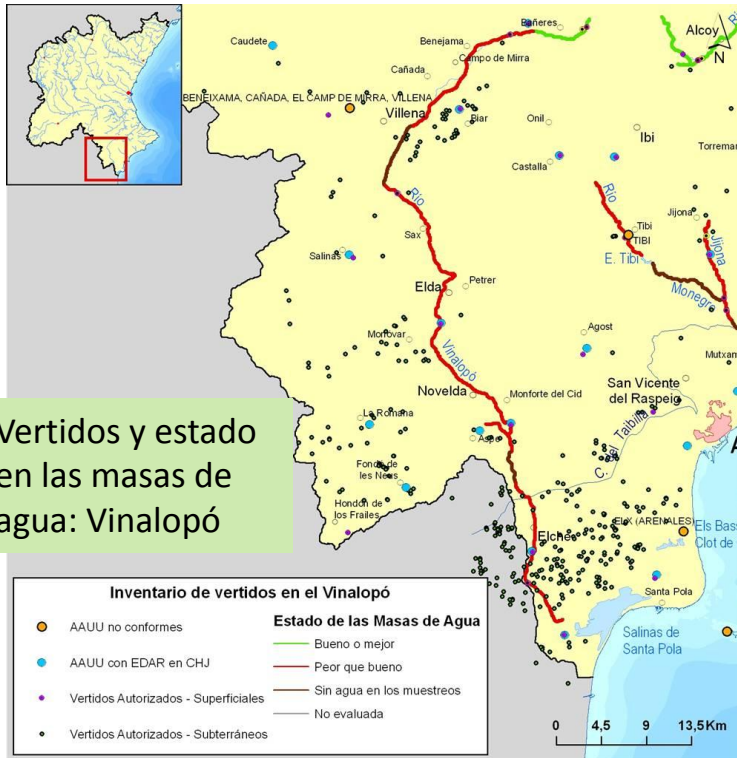 Caudete
Bañeres
Benejama
Alcoy
N
Campo de Mirra
Cañada
BENEIXAMA, CAÑADA, EL CAMP DE MIRRA, VILLENA
Villena
Biar
Onil
Ibi
Castalla
Torreman
Río
Río
Tibi
TIBI
Jijona
Jijona
Sax
E. Tibi
Salinas
Petrer
Elda
Monegre
Agost
Monóvar
Vinalopó
Mutxam
San Vicente
del Raspeig
Novelda
Monforte del Cid
La Romana
Aspe
C. del Taibilla
A
Vertidos y estado
en las masas de
agua: Vinalopó
Fondó de
les Neus
Hondón de
los Frailes
Elche
ELX (ARENALES)
Els Bass
Clot de
Santa Pola
Salinas de
Santa Pola
Inventario de vertidos en el Vinalopó
AAUU no conformes
AAUU con EDAR en CHJ
Vertidos Autorizados - Superficiales
Vertidos Autorizados - Subterráneos
Estado de las Masas de Agua
Bueno o mejor
Peor que bueno
Sin agua en los muestreos
No evaluada
0 4,5 9 13,5 Km